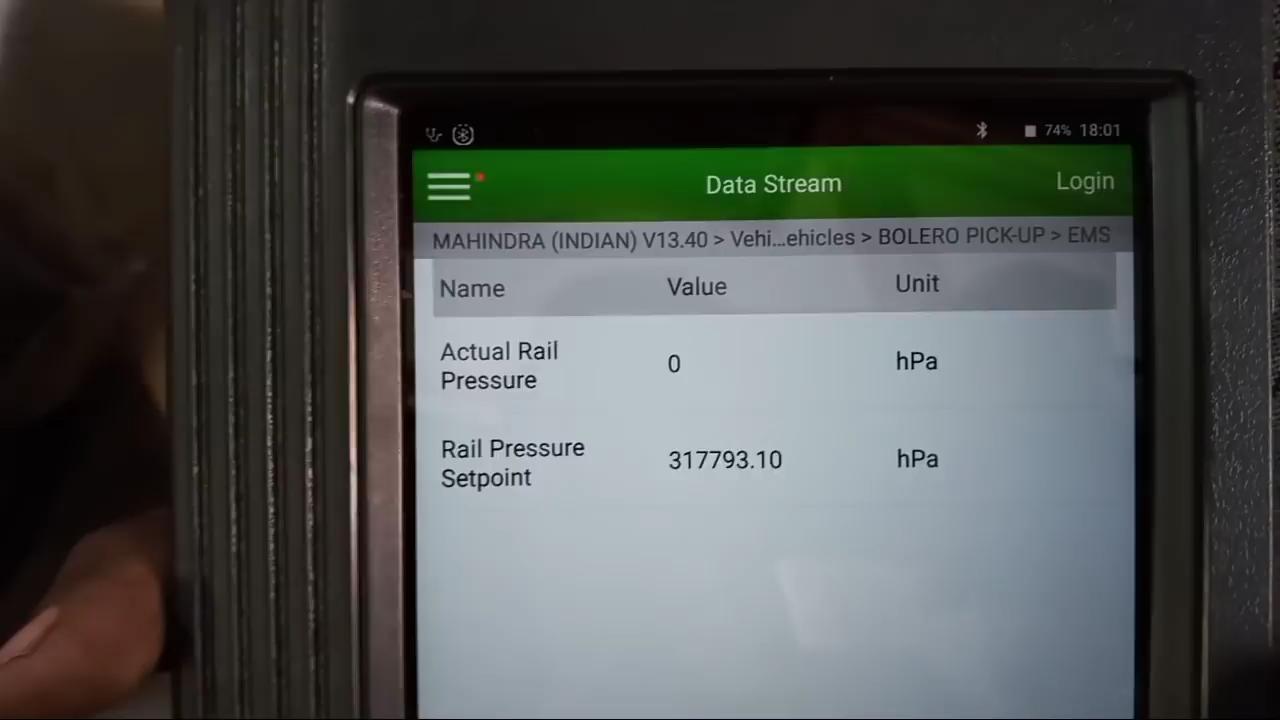 74% 18:01
Data Stream Login
MAHINDRA (INDIAN) V13.40 > Vehi...ehicles > BOLERO PICK-UP > EMS
Name Value Unit
Actual Rail Pressure 0 hPa
Rail Pressure Setpoint 317793.10 hPa